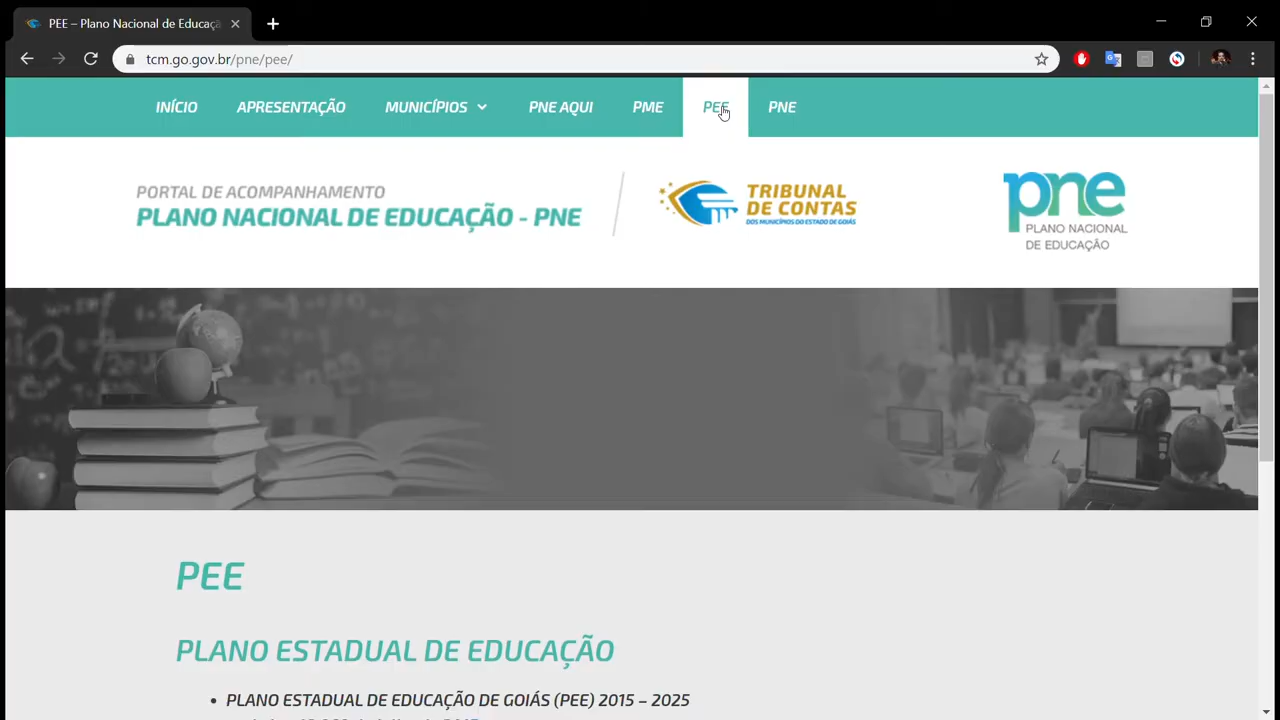 PEE – Plano Nacional de Educaçã
tcm.go.gov.br/pne/pee/
INÍCIO APRESENTAÇÃO MUNICÍPIOS PNE AQUI PME PEE PNE
PORTAL DE ACOMPANHAMENTO
PLANO NACIONAL DE EDUCAÇÃO - PNE
TRIBUNAL
DE CONTAS
DOS MUNICÍPIOS DO ESTADO DE GOIÁS
pne
PLANO NACIONAL
DE EDUCAÇÃO
PEE
PLANO ESTADUAL DE EDUCAÇÃO
• PLANO ESTADUAL DE EDUCAÇÃO DE GOIÁS (PEE) 2015 – 2025